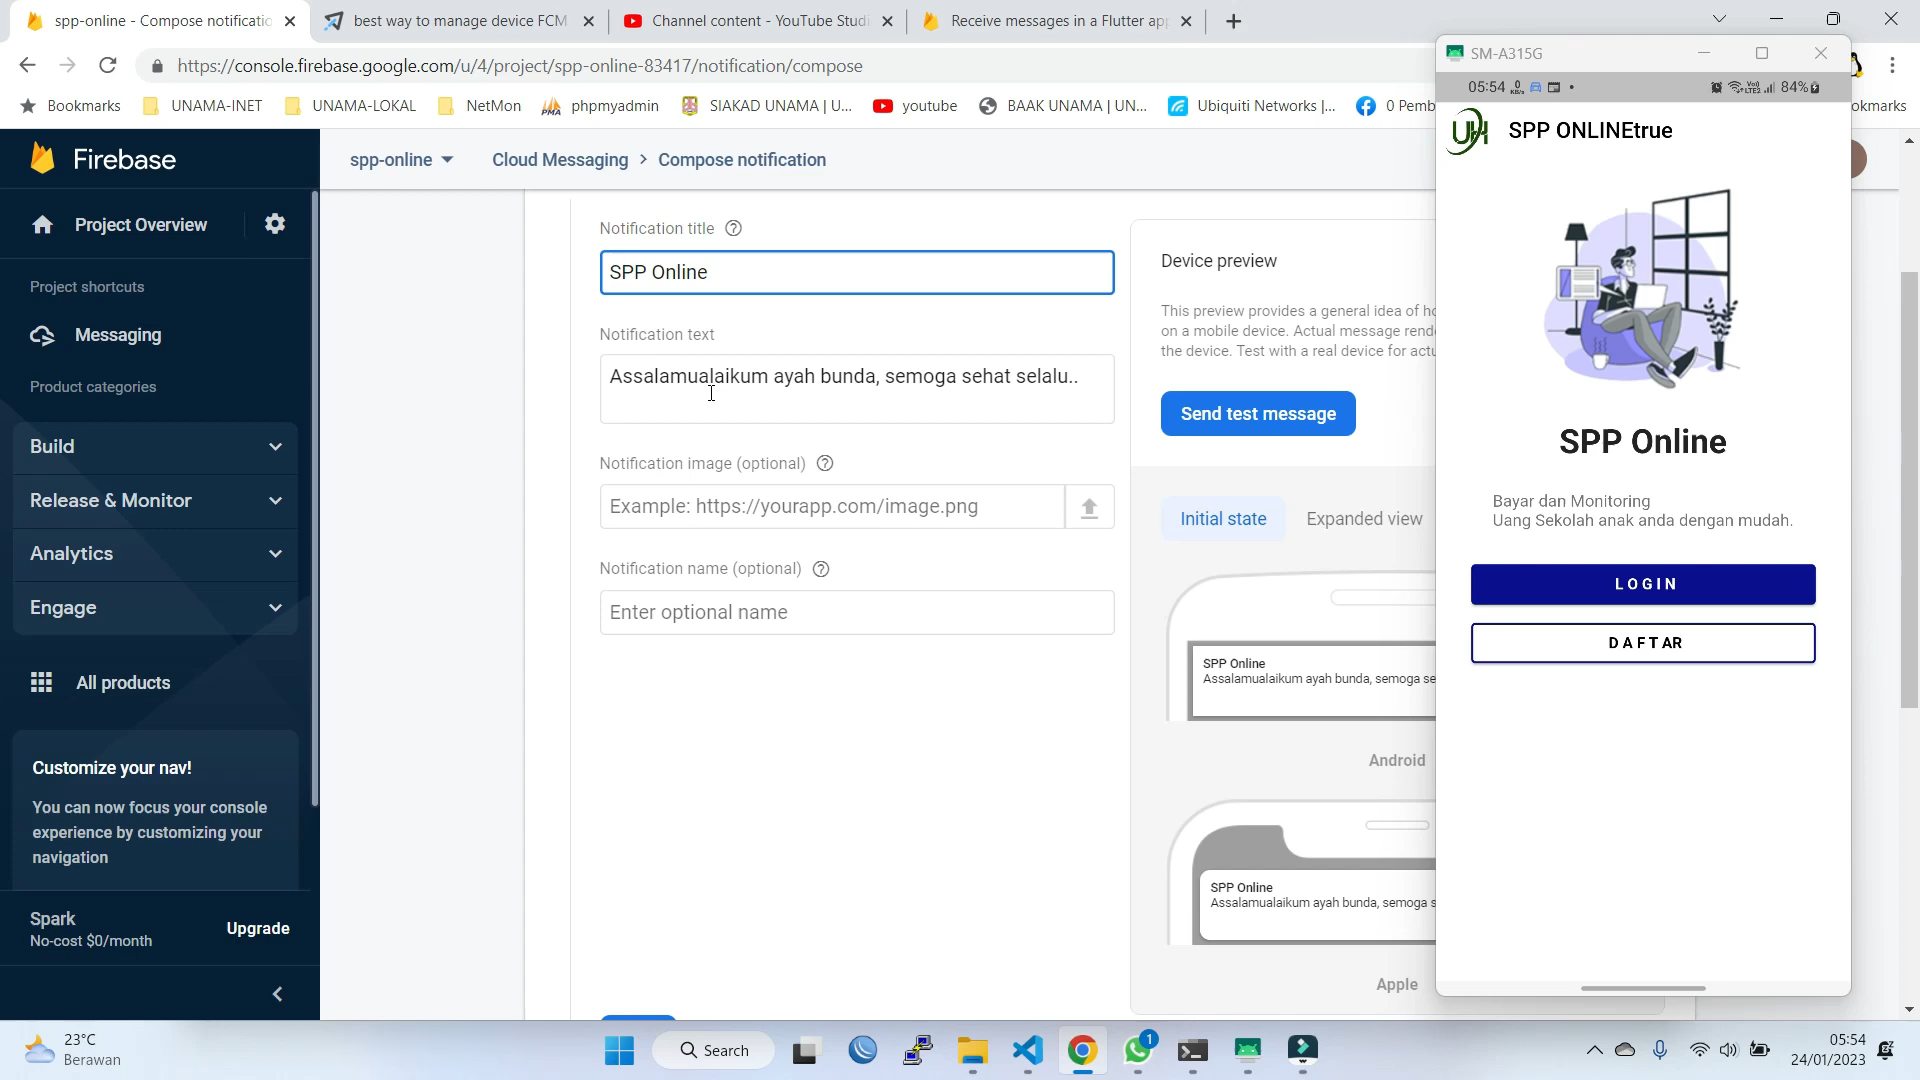 spp-online - Compose notificatio
best way to manage device FCM
Channel content - YouTube Studi
Receive messages in a Flutter app
https://console.firebase.google.com/u/4/project/spp-online-83417/notification/compose
Bookmarks
UNAMA-INET
UNAMA-LOKAL
NetMon
PMA
phpmyadmin
SIAKAD UNAMA | U...
youtube
BAAK UNAMA | UN...
Ubiquiti Networks |...
0 Pemb
okmarks
Firebase
Project Overview
Project shortcuts
Messaging
Product categories
Build
Release & Monitor
Analytics
Engage
All products
Customize your nav!
You can now focus your console
experience by customizing your
navigation
Spark
No-cost $0/month
Upgrade
spp-online
Cloud Messaging > Compose notification
Notification title
SPP Online
Notification text
Assalamualaikum ayah bunda, semoga sehat selalu..
Notification image (optional)
Example: https://yourapp.com/image.png
Notification name (optional)
Enter optional name
Device preview
This preview provides a general idea of ho
on a mobile device. Actual message rend
the device. Test with a real device for actu
Send test message
Initial state
Expanded view
SPP Online
Assalamualaikum ayah bunda, semoga se
Android
SPP Online
Assalamualaikum ayah bunda, semoga s
Apple
SM-A315G
05:54
84%
UH
SPP ONLINEtrue
SPP Online
Bayar dan Monitoring
Uang Sekolah anak anda dengan mudah.
LOGIN
DAFTAR
23°C
Berawan
Search
1
05:54
24/01/2023